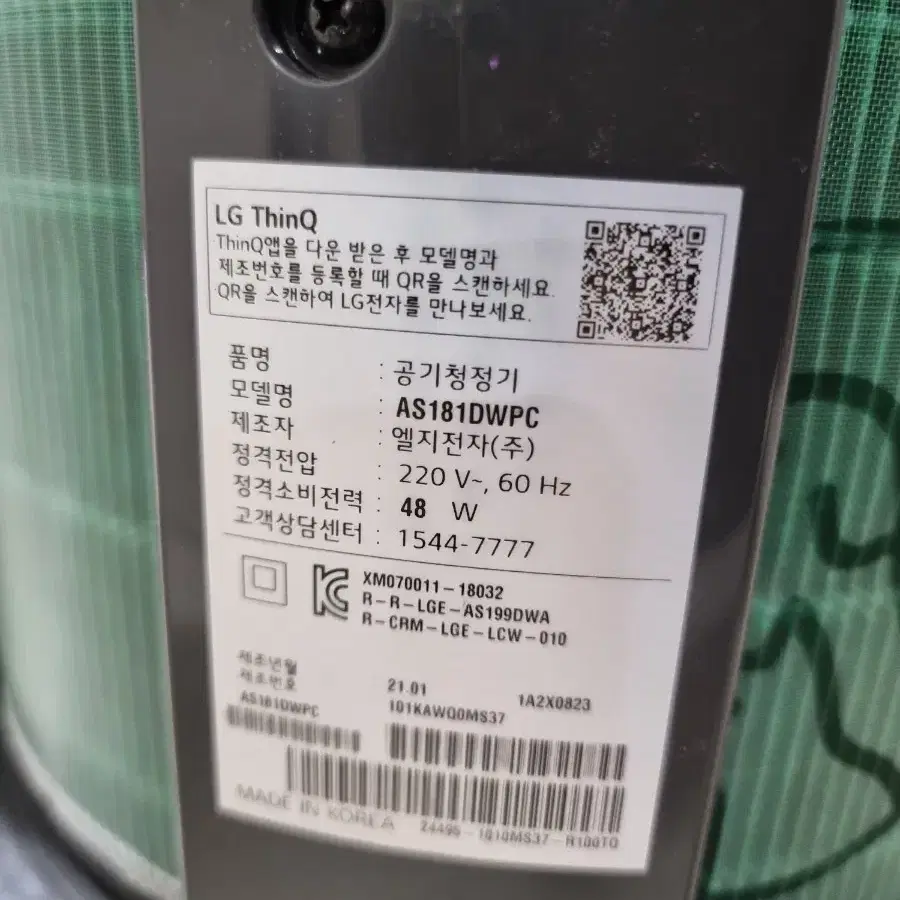 LG ThinQ
ThinQ앱을 다운 받은 후 모델명과
제조번호를 등록할 때 QR을 스캔하세요.
QR을 스캔하여 LG전자를 만나보세요.
품명 : 공기청정기
모델명 : AS181DWPC
제조자 : 엘지전자(주)
정격전압 : 220 V~, 60 Hz
정격소비전력 : 48 W
고객상담센터 : 1544-7777
XM070011-18032
R-R-LGE-AS199DWA
R-CRM-LGE-LCW-010
제조년월 21.01 1A2X0823
제조번호 101KAWQ0MS37
AS181DWPC
MADE IN KOREA 24495-1010MS37-R100TO